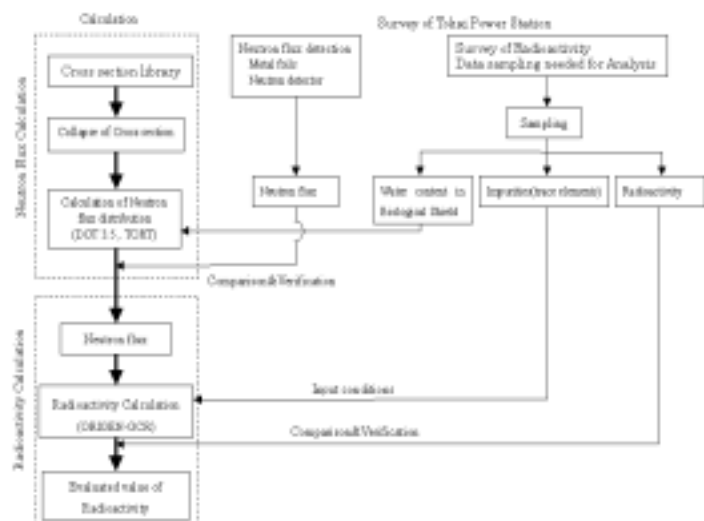 Calculation
Survey of Tokai Power Station
Neutron Flux Calculation
Cross section library
Collapse of Cross section
Calculation of Neutron
flux distribution
(DOT 3.5, TORT)
Neutron flux detection
Metal foils
Neutron detector
Survey of Radioactivity
Data sampling needed for Analysis
Sampling
Neutron flux
Water content in
Biological Shield
Impurities(trace elements)
Radioactivity
Comparison&Verification
Radioactivity Calculation
Neutron flux
Input conditions
Radioactivity Calculation
(ORIGEN-GCR)
Comparison&Verification
Evaluated value of
Radioactivity